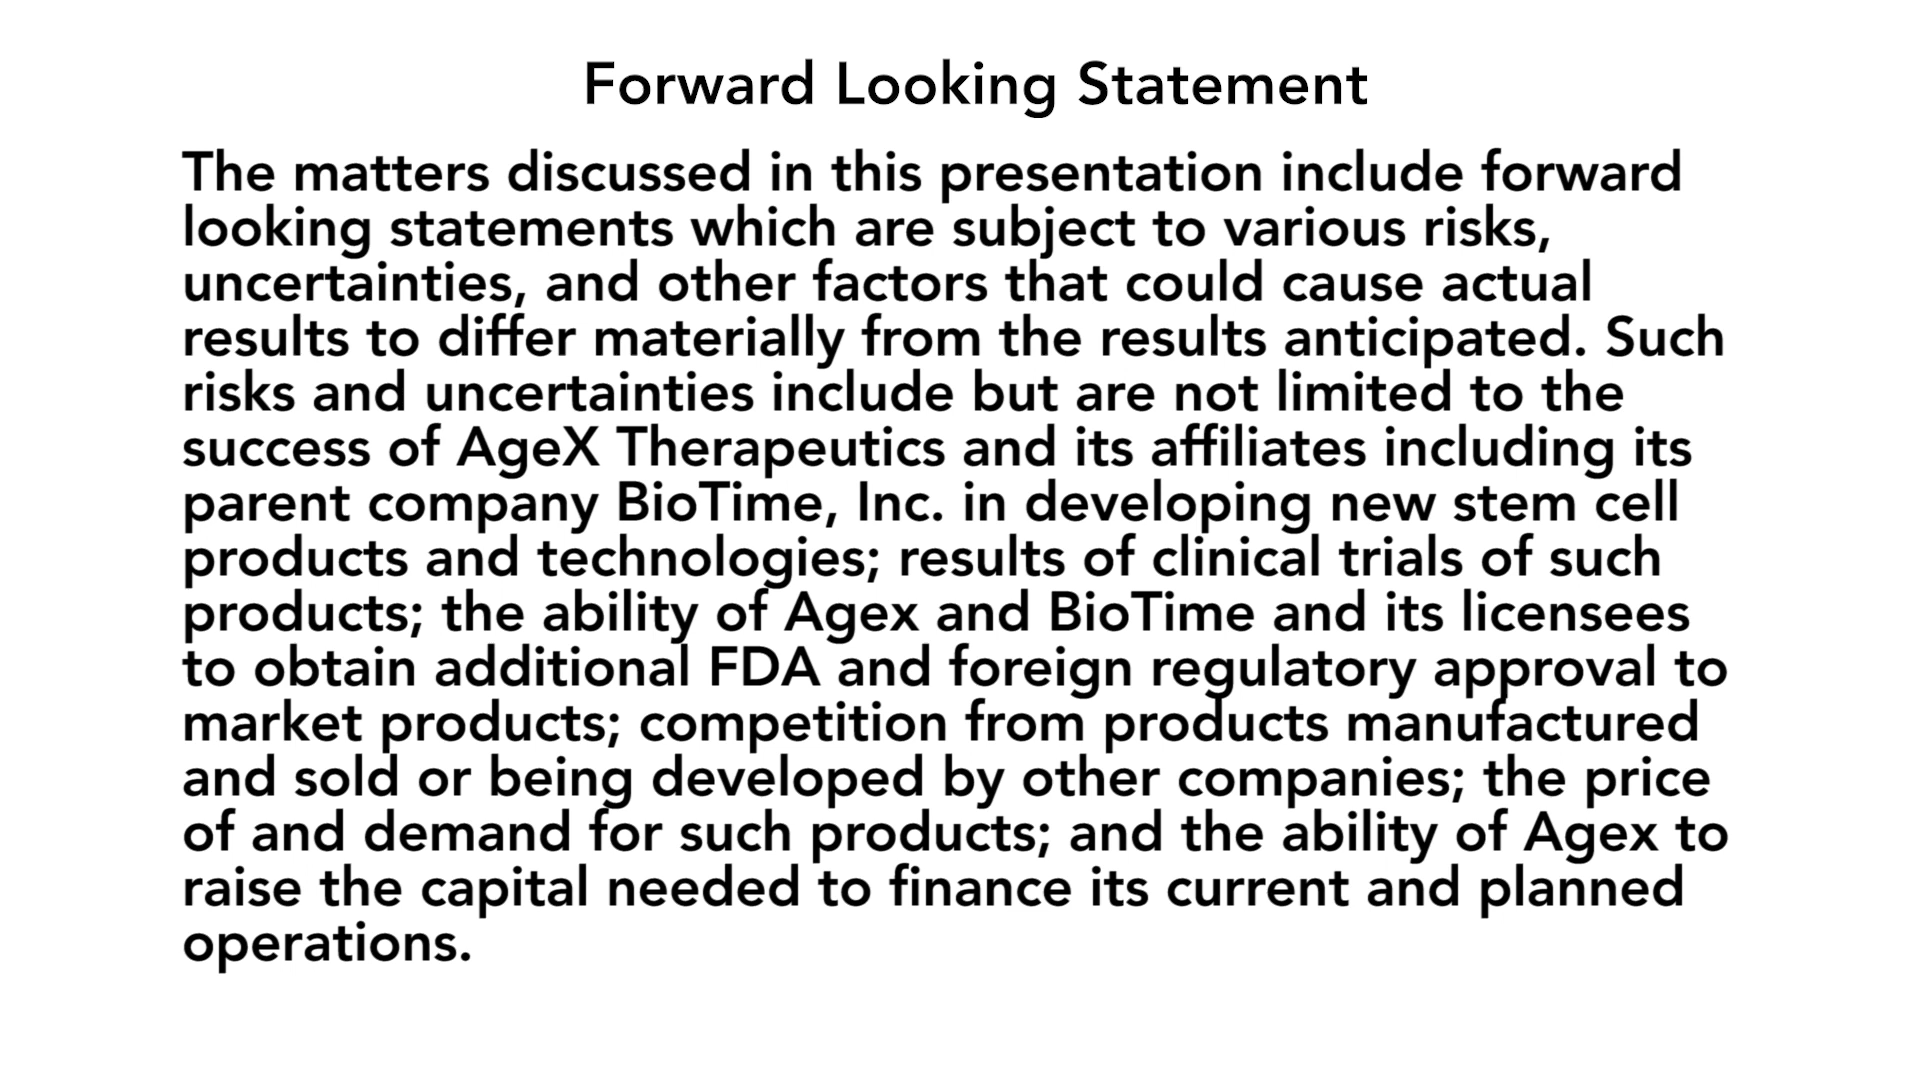 Forward Looking Statement
The matters discussed in this presentation include forward
looking statements which are subject to various risks,
uncertainties, and other factors that could cause actual
results to differ materially from the results anticipated. Such
risks and uncertainties include but are not limited to the
success of AgeX Therapeutics and its affiliates including its
parent company BioTime, Inc. in developing new stem cell
products and technologies; results of clinical trials of such
products; the ability of Agex and BioTime and its licensees
to obtain additional FDA and foreign regulatory approval to
market products; competition from products manufactured
and sold or being developed by other companies; the price
of and demand for such products; and the ability of Agex to
raise the capital needed to finance its current and planned
operations.